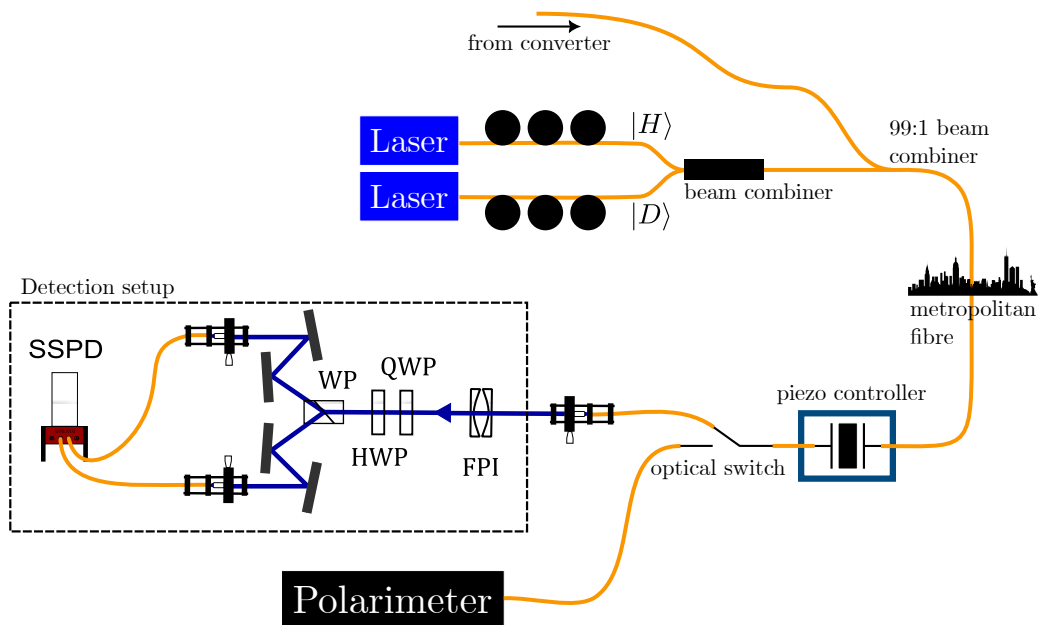 from converter
99:1 beam
combiner
Laser
|H⟩
Laser
|D⟩
beam combiner
metropolitan
fibre
Detection setup
SSPD
WP
QWP
HWP
FPI
piezo controller
optical switch
Polarimeter